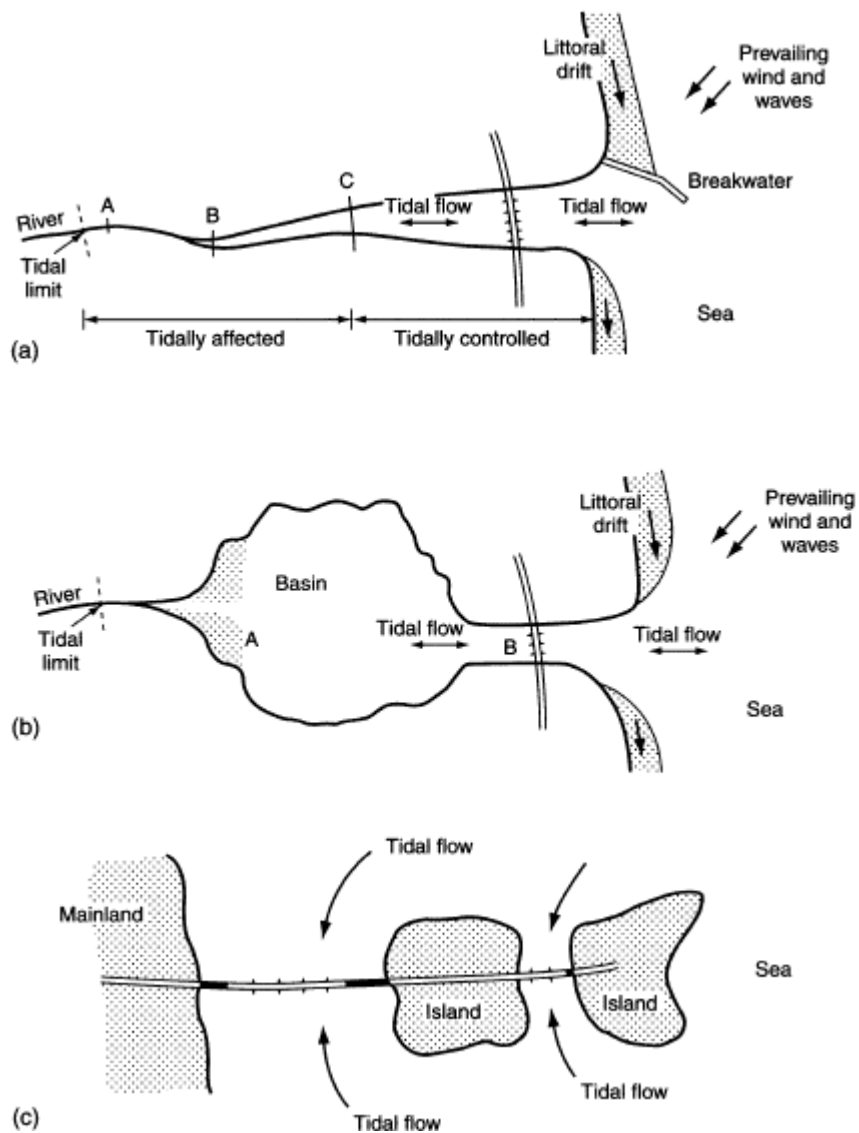 Littoral
drift
Prevailing
wind and
waves
Breakwater
C
A
B
River
Tidal flow
Tidal flow
Tidal
limit
Sea
Tidally affected
Tidally controlled
(a)
Littoral
drift
Prevailing
wind and
waves
Basin
River
Tidal
limit
A
Tidal flow
B
Tidal flow
Sea
(b)
Tidal flow
Mainland
Sea
Island
Island
Tidal flow
Tidal flow
(c)